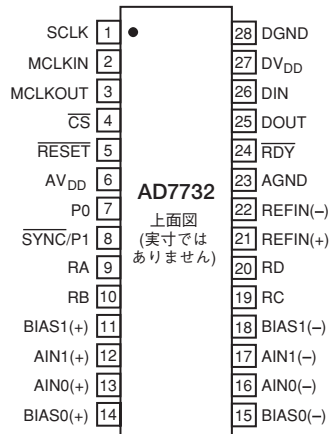 SCLK 1 28 DGND
MCLKIN 2 27 DVDD
MCLKOUT 3 26 DIN
CS 4 25 DOUT
RESET 5 24 RDY
AVDD 6 23 AGND
P0 7 22 REFIN(–)
SYNC/P1 8 21 REFIN(+)
RA 9 20 RD
RB 10 19 RC
BIAS1(+) 11 18 BIAS1(–)
AIN1(+) 12 17 AIN1(–)
AIN0(+) 13 16 AIN0(–)
BIAS0(+) 14 15 BIAS0(–)
AD7732
上面図
(実寸では
ありません)